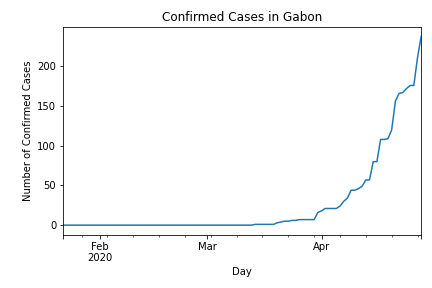 Confirmed Cases in Gabon
Number of Confirmed Cases
200
150
100
50
0
Feb
2020
Mar
Apr
Day